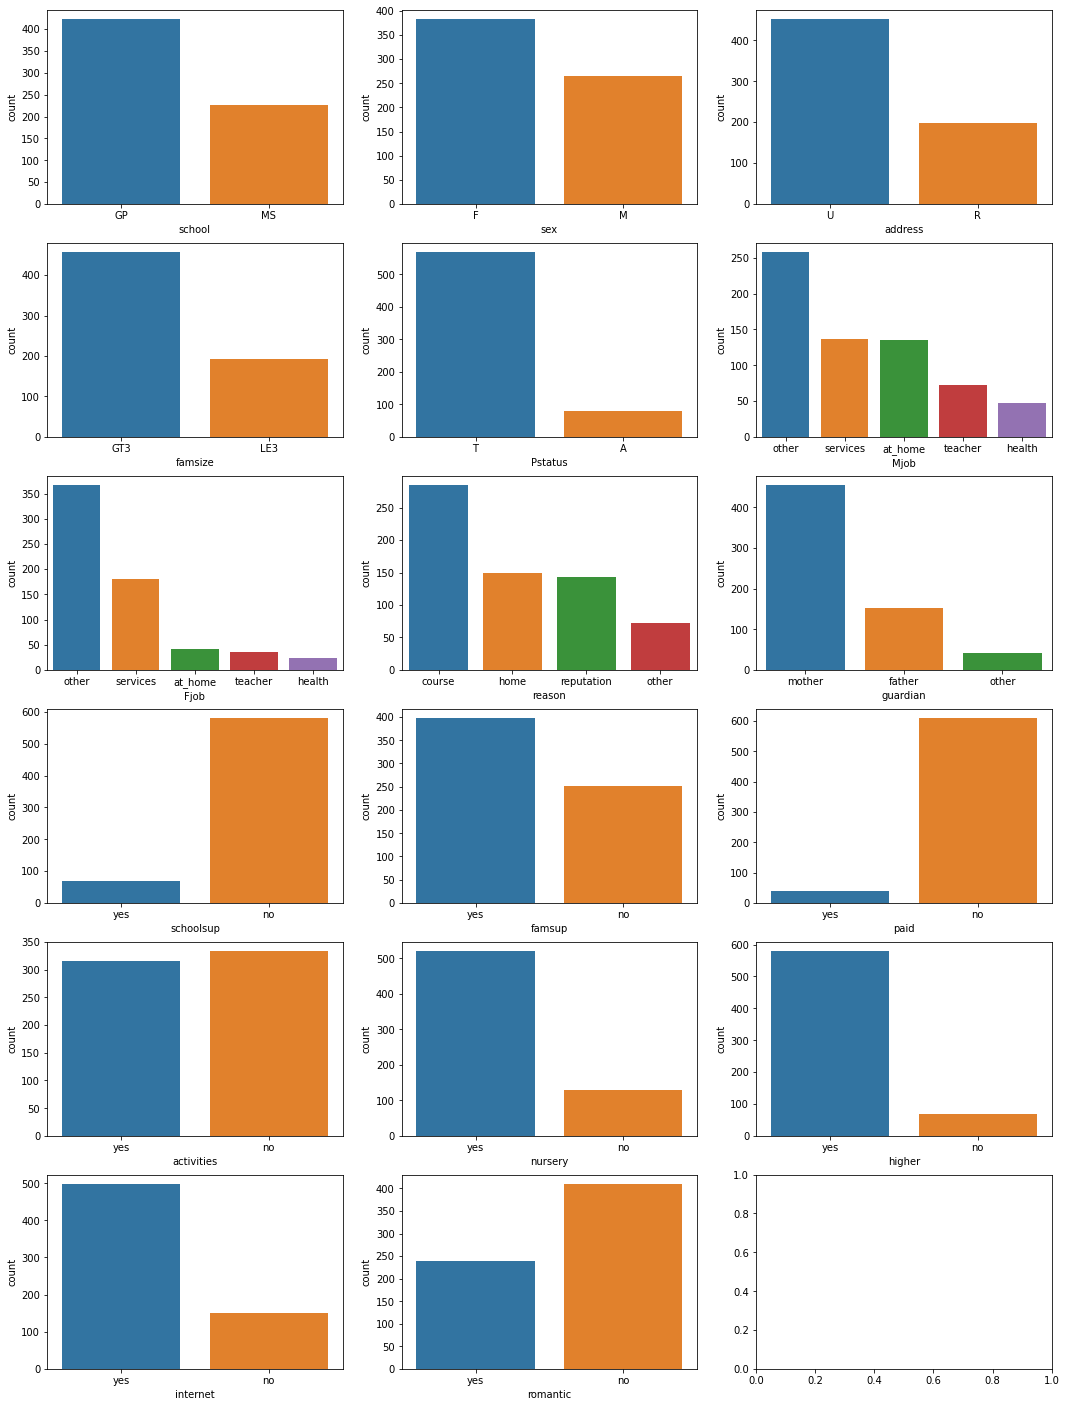 400
350
300
250
200
150
100
50
0
count
GP MS
school
400
350
300
250
200
150
100
50
0
count
F M
sex
400
300
200
100
0
count
U R
address
400
300
200
100
0
count
GT3 LE3
famsize
500
400
300
200
100
0
count
T A
Pstatus
250
200
150
100
50
0
count
other services at_home teacher health
Mjob
350
300
250
200
150
100
50
0
count
other services at_home teacher health
Fjob
250
200
150
100
50
0
count
course home reputation other
reason
400
300
200
100
0
count
mother father other
guardian
600
500
400
300
200
100
0
count
yes no
schoolsup
400
350
300
250
200
150
100
50
0
count
yes no
famsup
600
500
400
300
200
100
0
count
yes no
paid
350
300
250
200
150
100
50
0
count
yes no
activities
500
400
300
200
100
0
count
yes no
nursery
600
500
400
300
200
100
0
count
yes no
higher
500
400
300
200
100
0
count
yes no
internet
400
350
300
250
200
150
100
50
0
count
yes no
romantic
1.0
0.8
0.6
0.4
0.2
0.0
0.0 0.2 0.4 0.6 0.8 1.0